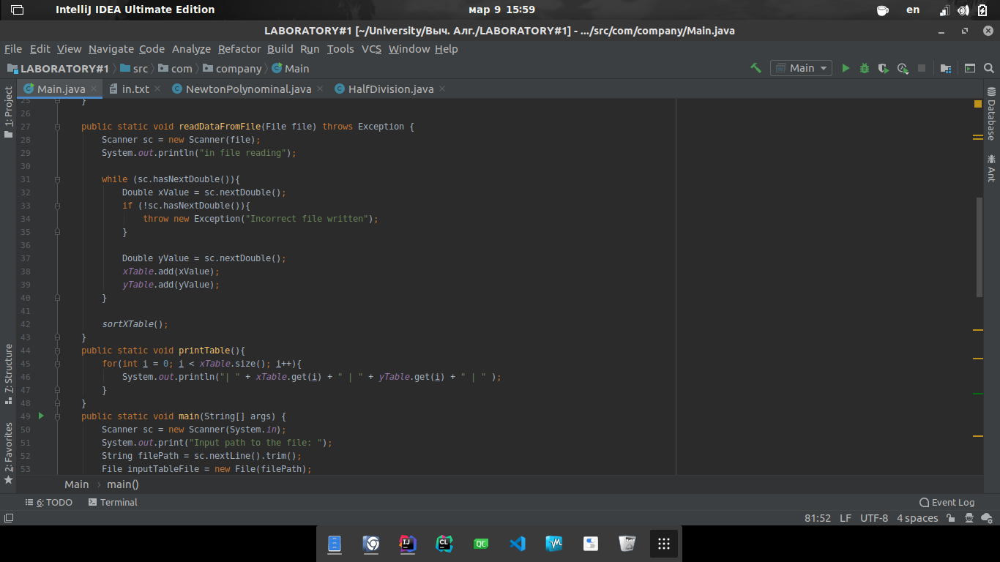 IntelliJ IDEA Ultimate Edition мар 9 15:59 en
LABORATORY#1 [~/University/Выч. Алг./LABORATORY#1] - .../src/com/company/Main.java
File Edit View Navigate Code Analyze Refactor Build Run Tools VCS Window Help
LABORATORY#1 src com company Main Main
Main.java in.txt NewtonPolynominal.java HalfDivision.java
1: Project
7: Structure
2: Favorites
25 }
26
27 public static void readDataFromFile(File file) throws Exception {
28 Scanner sc = new Scanner(file);
29 System.out.println("in file reading");
30
31 while (sc.hasNextDouble()){
32 Double xValue = sc.nextDouble();
33 if (!sc.hasNextDouble()){
34 throw new Exception("Incorrect file written");
35 }
36
37 Double yValue = sc.nextDouble();
38 xTable.add(xValue);
39 yTable.add(yValue);
40 }
41
42 sortXTable();
43 }
44 public static void printTable(){
45 for(int i = 0; i < xTable.size(); i++){
46 System.out.println("| " + xTable.get(i) + " | " + yTable.get(i) + " | " );
47 }
48 }
49 public static void main(String[] args) {
50 Scanner sc = new Scanner(System.in);
51 System.out.print("Input path to the file: ");
52 String filePath = sc.nextLine().trim();
53 File inputTableFile = new File(filePath);
Database
Ant
Main › main()
6: TODO Terminal Event Log
81:52 LF UTF-8 4 spaces
IJ CL QC